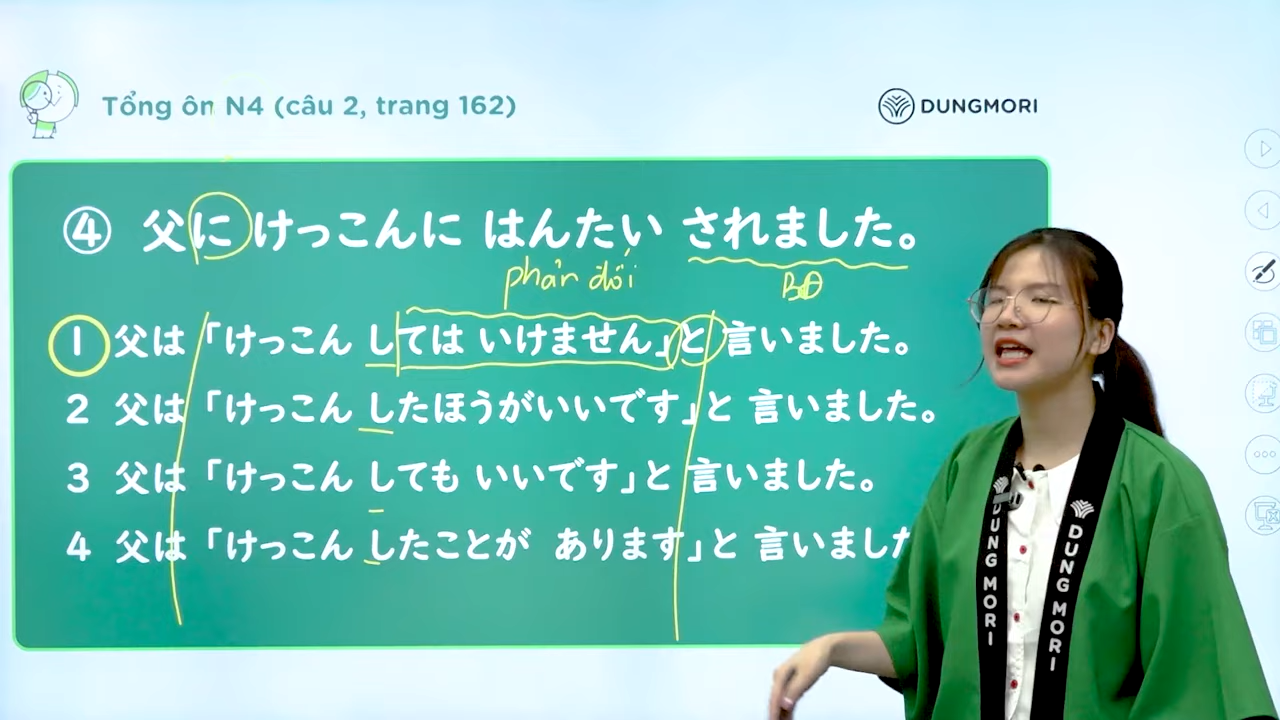 Tổng ôn N4 (câu 2, trang 162)
DUNGMORI
④ 父に けっこんに はんたい されました。
phản đối
BĐ
1 父は「けっこん しては いけません」と 言いました。
2 父は「けっこん したほうがいいです」と 言いました。
3 父は「けっこん しても いいです」と 言いました。
4 父は「けっこん したことが あります」と 言いました
DUNG MORI
DUNG MORI